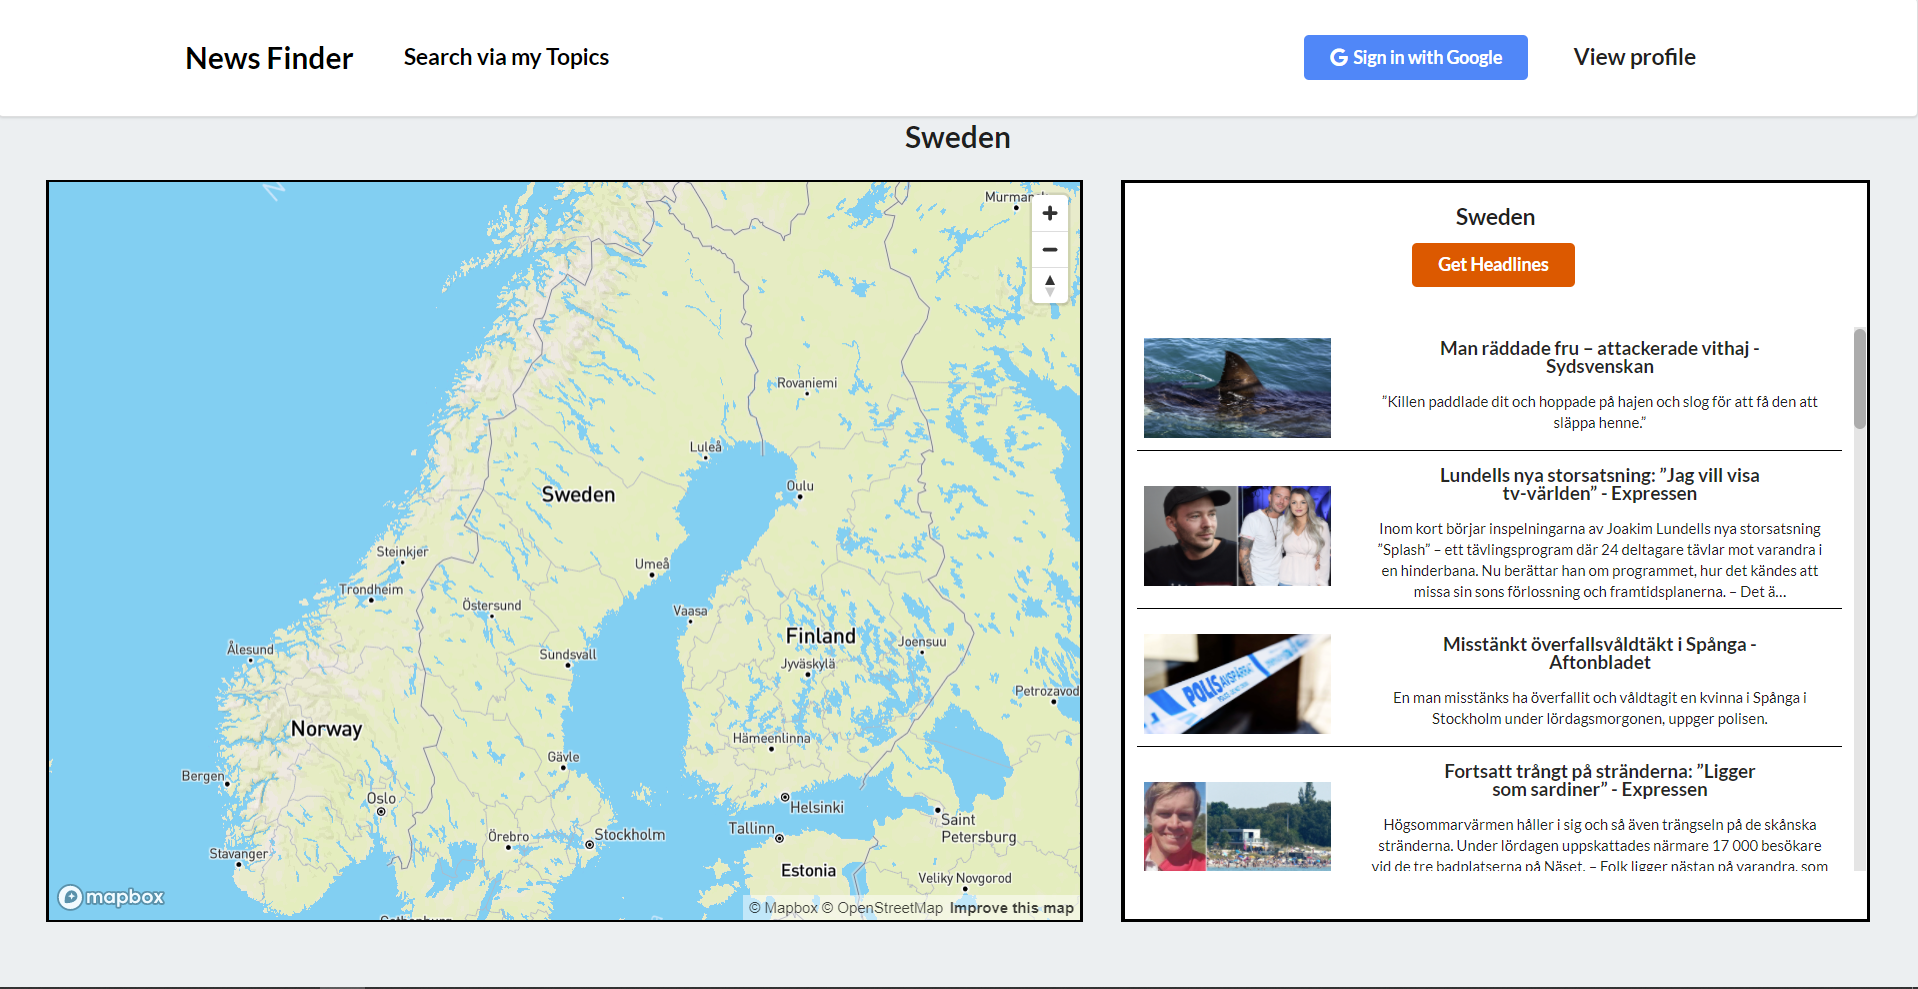 News Finder
Search via my Topics
Sign in with Google
View profile
Sweden
Murman
Rovaniemi
Luleå
Oulu
Sweden
Steinkjer
Umeå
Trondheim
Östersund
Vaasa
Finland
Joensuu
Ålesund
Sundsvall
Jyväskylä
Petrozavod
Norway
Hämeenlinna
Gävle
Bergen
Oslo
Helsinki
Saint
Petersburg
Tallinn
Örebro
Stockholm
Stavanger
Estonia
Veliky Novgorod
mapbox
© Mapbox © OpenStreetMap Improve this map
Sweden
Get Headlines
Man räddade fru – attackerade vithaj -
Sydsvenskan
”Killen paddlade dit och hoppade på hajen och slog för att få den att
släppa henne.”
Lundells nya storsatsning: ”Jag vill visa
tv-världen” - Expressen
Inom kort börjar inspelningarna av Joakim Lundells nya storsatsning
”Splash” – ett tävlingsprogram där 24 deltagare tävlar mot varandra i
en hinderbana. Nu berättar han om programmet, hur det kändes att
missa sin sons förlossning och framtidsplanerna. – Det ä…
POLIS AVSPÄRRAT
Misstänkt överfallsvåldtäkt i Spånga -
Aftonbladet
En man misstänks ha överfallit och våldtagit en kvinna i Spånga i
Stockholm under lördagsmorgonen, uppger polisen.
Fortsatt trångt på stränderna: ”Ligger
som sardiner” - Expressen
Högsommarvärmen håller i sig och så även trängseln på de skånska
stränderna. Under lördagen uppskattades närmare 17 000 besökare
vid de tre badplatserna på Näset. – Folk ligger nästan på varandra, som